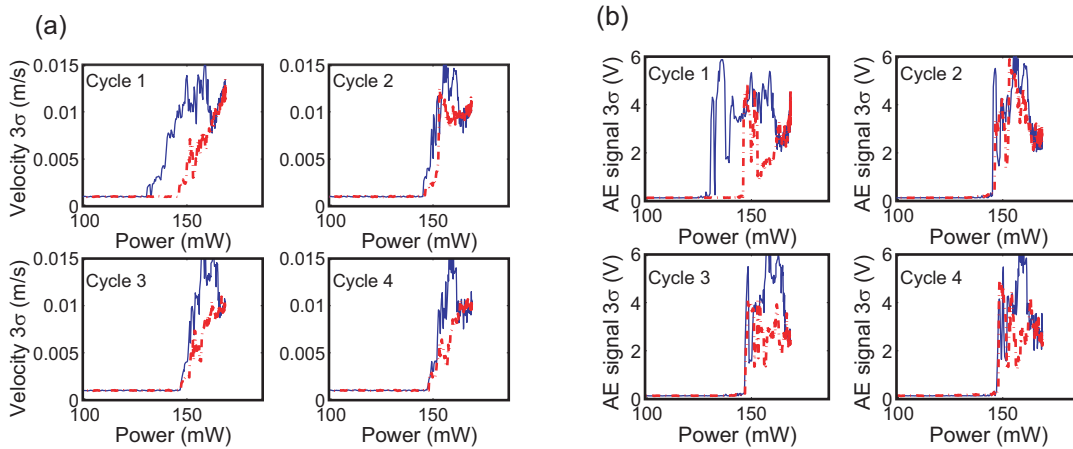 (a)
Velocity 3σ (m/s)
0.015
0.01
0.005
0
Cycle 1
100
150
Power (mW)
0.015
0.01
0.005
0
Cycle 2
100
150
Power (mW)
Velocity 3σ (m/s)
0.015
0.01
0.005
0
Cycle 3
100
150
Power (mW)
0.015
0.01
0.005
0
Cycle 4
100
150
Power (mW)
(b)
AE signal 3σ (V)
6
4
2
0
Cycle 1
100
150
Power (mW)
AE signal 3σ (V)
6
4
2
0
Cycle 2
100
150
Power (mW)
AE signal 3σ (V)
6
4
2
0
Cycle 3
100
150
Power (mW)
AE signal 3σ (V)
6
4
2
0
Cycle 4
100
150
Power (mW)